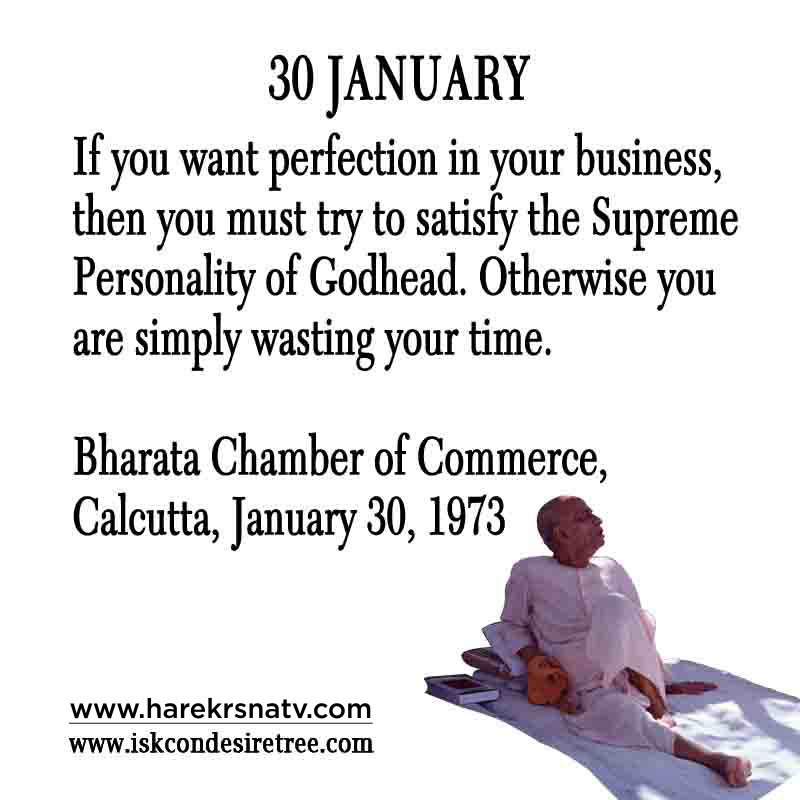 30 JANUARY
If you want perfection in your business,
then you must try to satisfy the Supreme
Personality of Godhead. Otherwise you
are simply wasting your time.
Bharata Chamber of Commerce,
Calcutta, January 30, 1973
www.harekrsnatv.com
www.iskcondesiretree.com